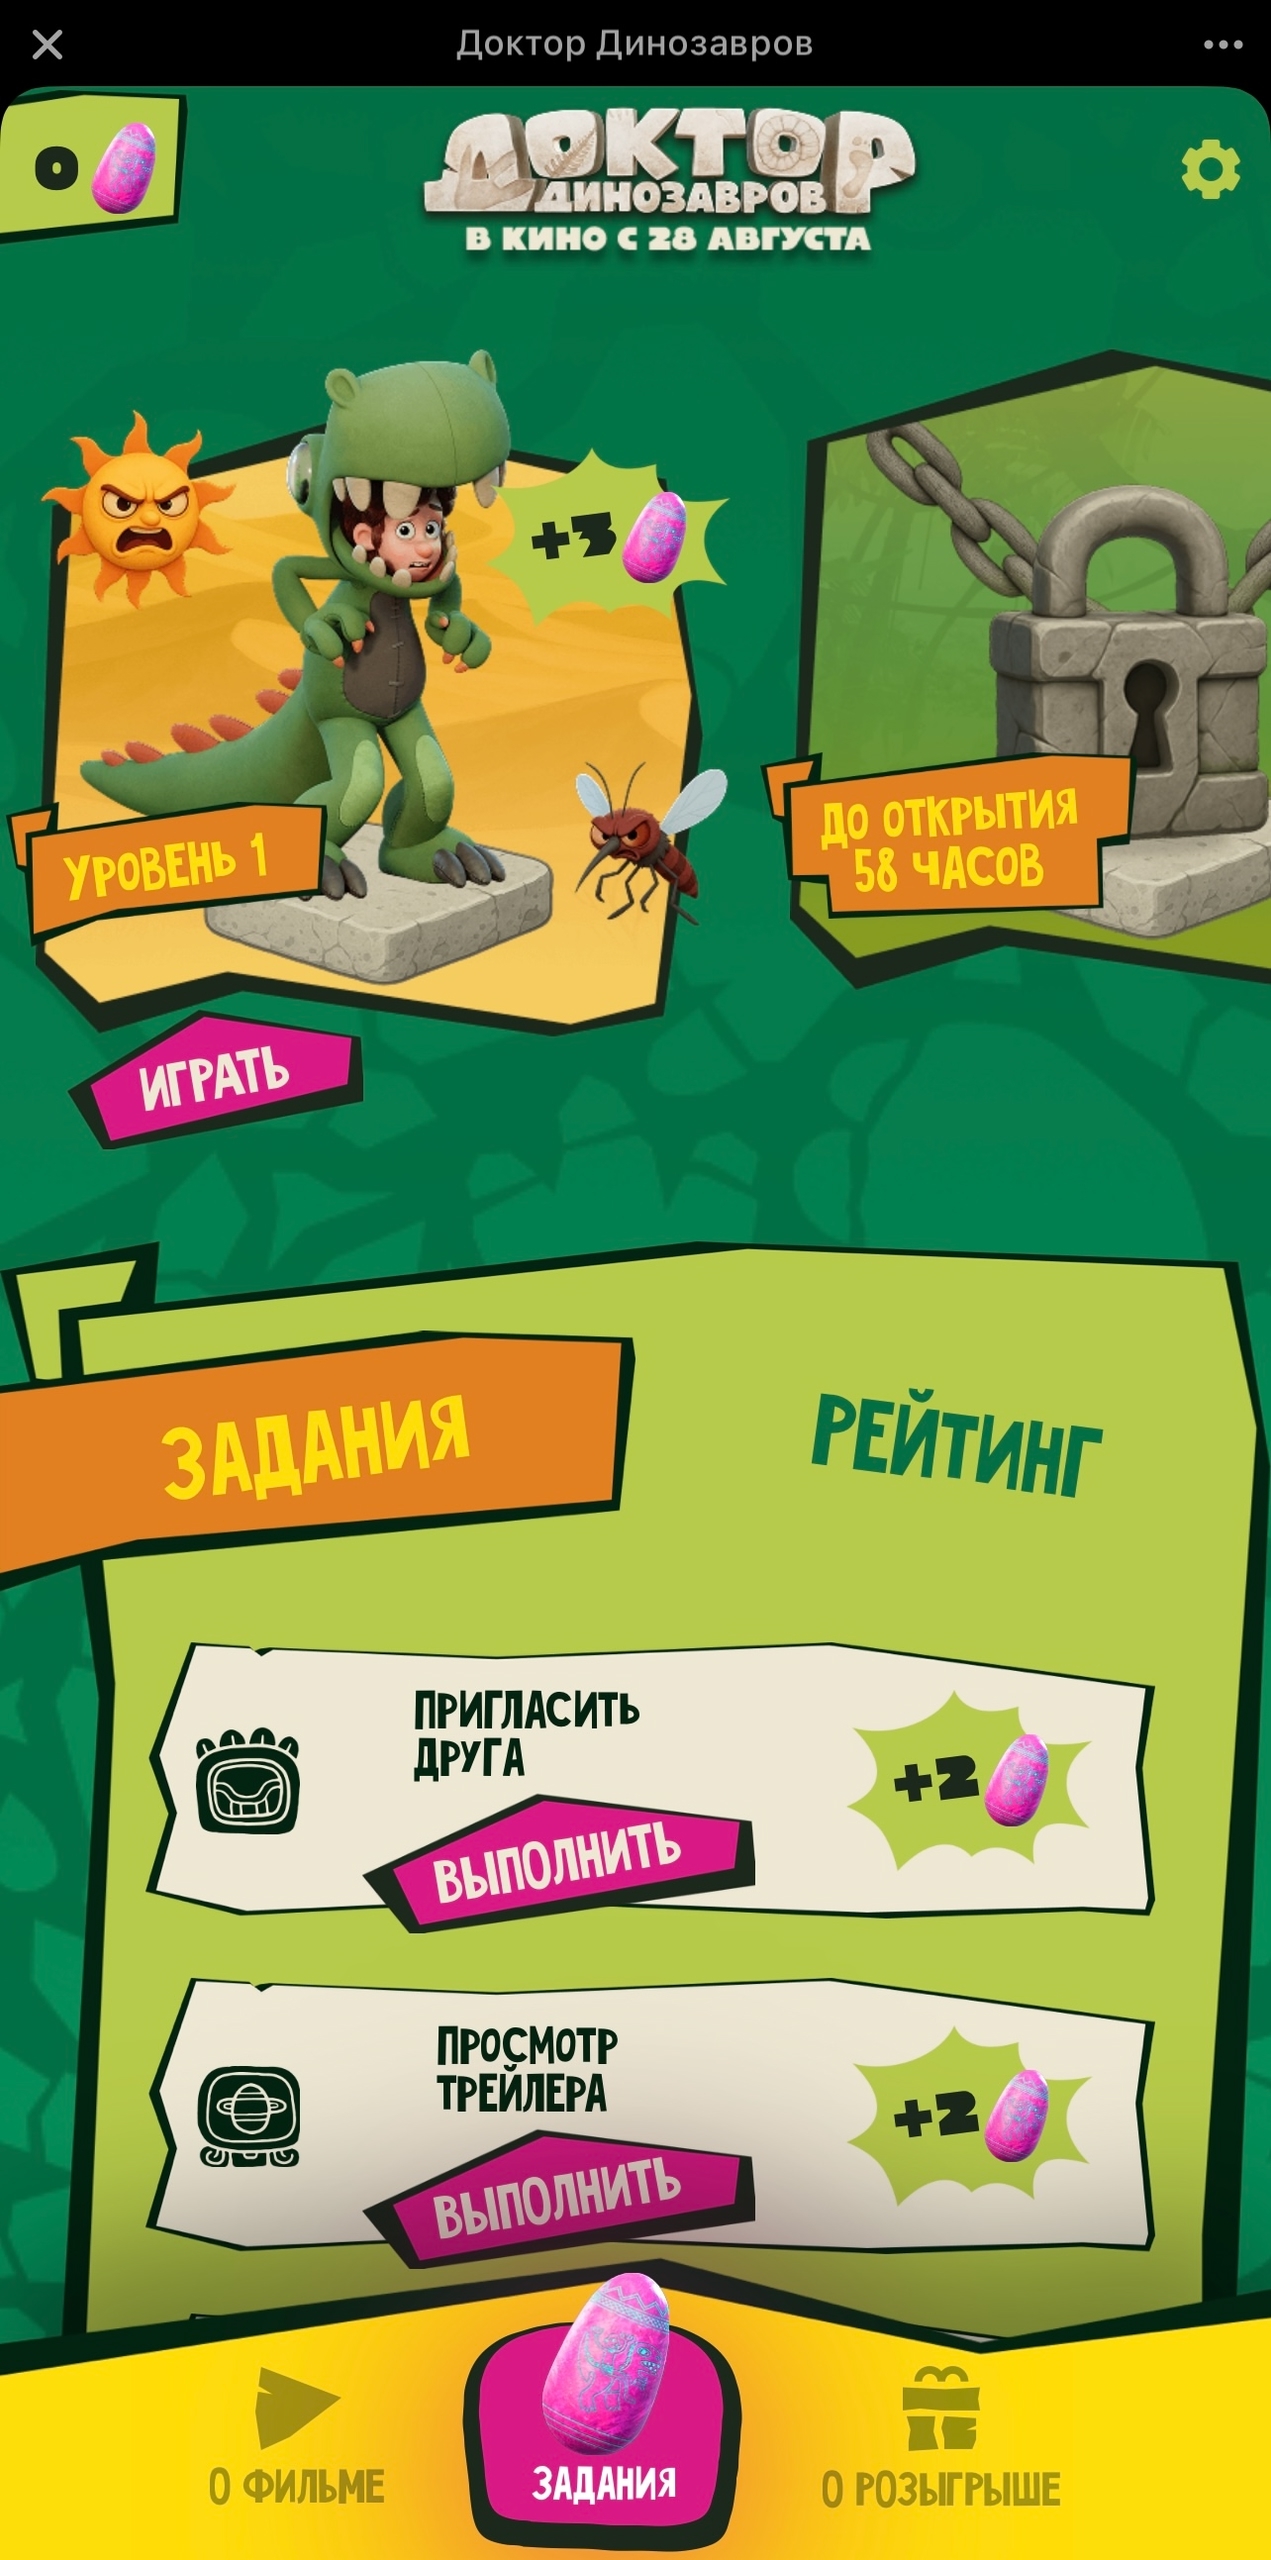 Доктор Динозавров
0
ДОКТОР
ДИНОЗАВРОВ
В КИНО С 28 АВГУСТА
+3
УРОВЕНЬ 1
ДО ОТКРЫТИЯ
58 ЧАСОВ
ИГРАТЬ
ЗАДАНИЯ
РЕЙТИНГ
ПРИГЛАСИТЬ
ДРУГА
+2
ВЫПОЛНИТЬ
ПРОСМОТР
ТРЕЙЛЕРА
+2
ВЫПОЛНИТЬ
О ФИЛЬМЕ
ЗАДАНИЯ
О РОЗЫГРЫШЕ